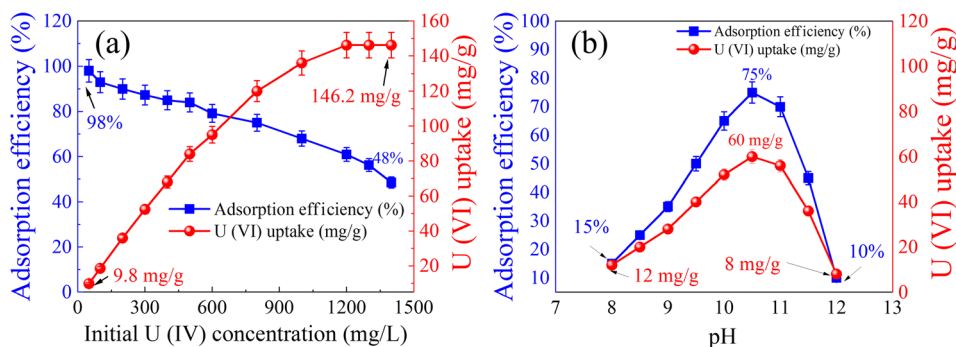 (a)
Adsorption efficiency (%)
120
100
80
60
40
20
0
98%
48%
146.2 mg/g
9.8 mg/g
Adsorption efficiency (%)
U (VI) uptake (mg/g)
160
140
120
100
80
60
40
20
U (VI) uptake (mg/g)
0 300 600 900 1200 1500
Initial U (IV) concentration (mg/L)
(b)
Adsorption efficiency (%)
100
90
80
70
60
50
40
30
20
10
Adsorption efficiency (%)
U (VI) uptake (mg/g)
75%
60 mg/g
15%
12 mg/g
8 mg/g
10%
120
100
80
60
40
20
0
U (VI) uptake (mg/g)
7 8 9 10 11 12 13
pH